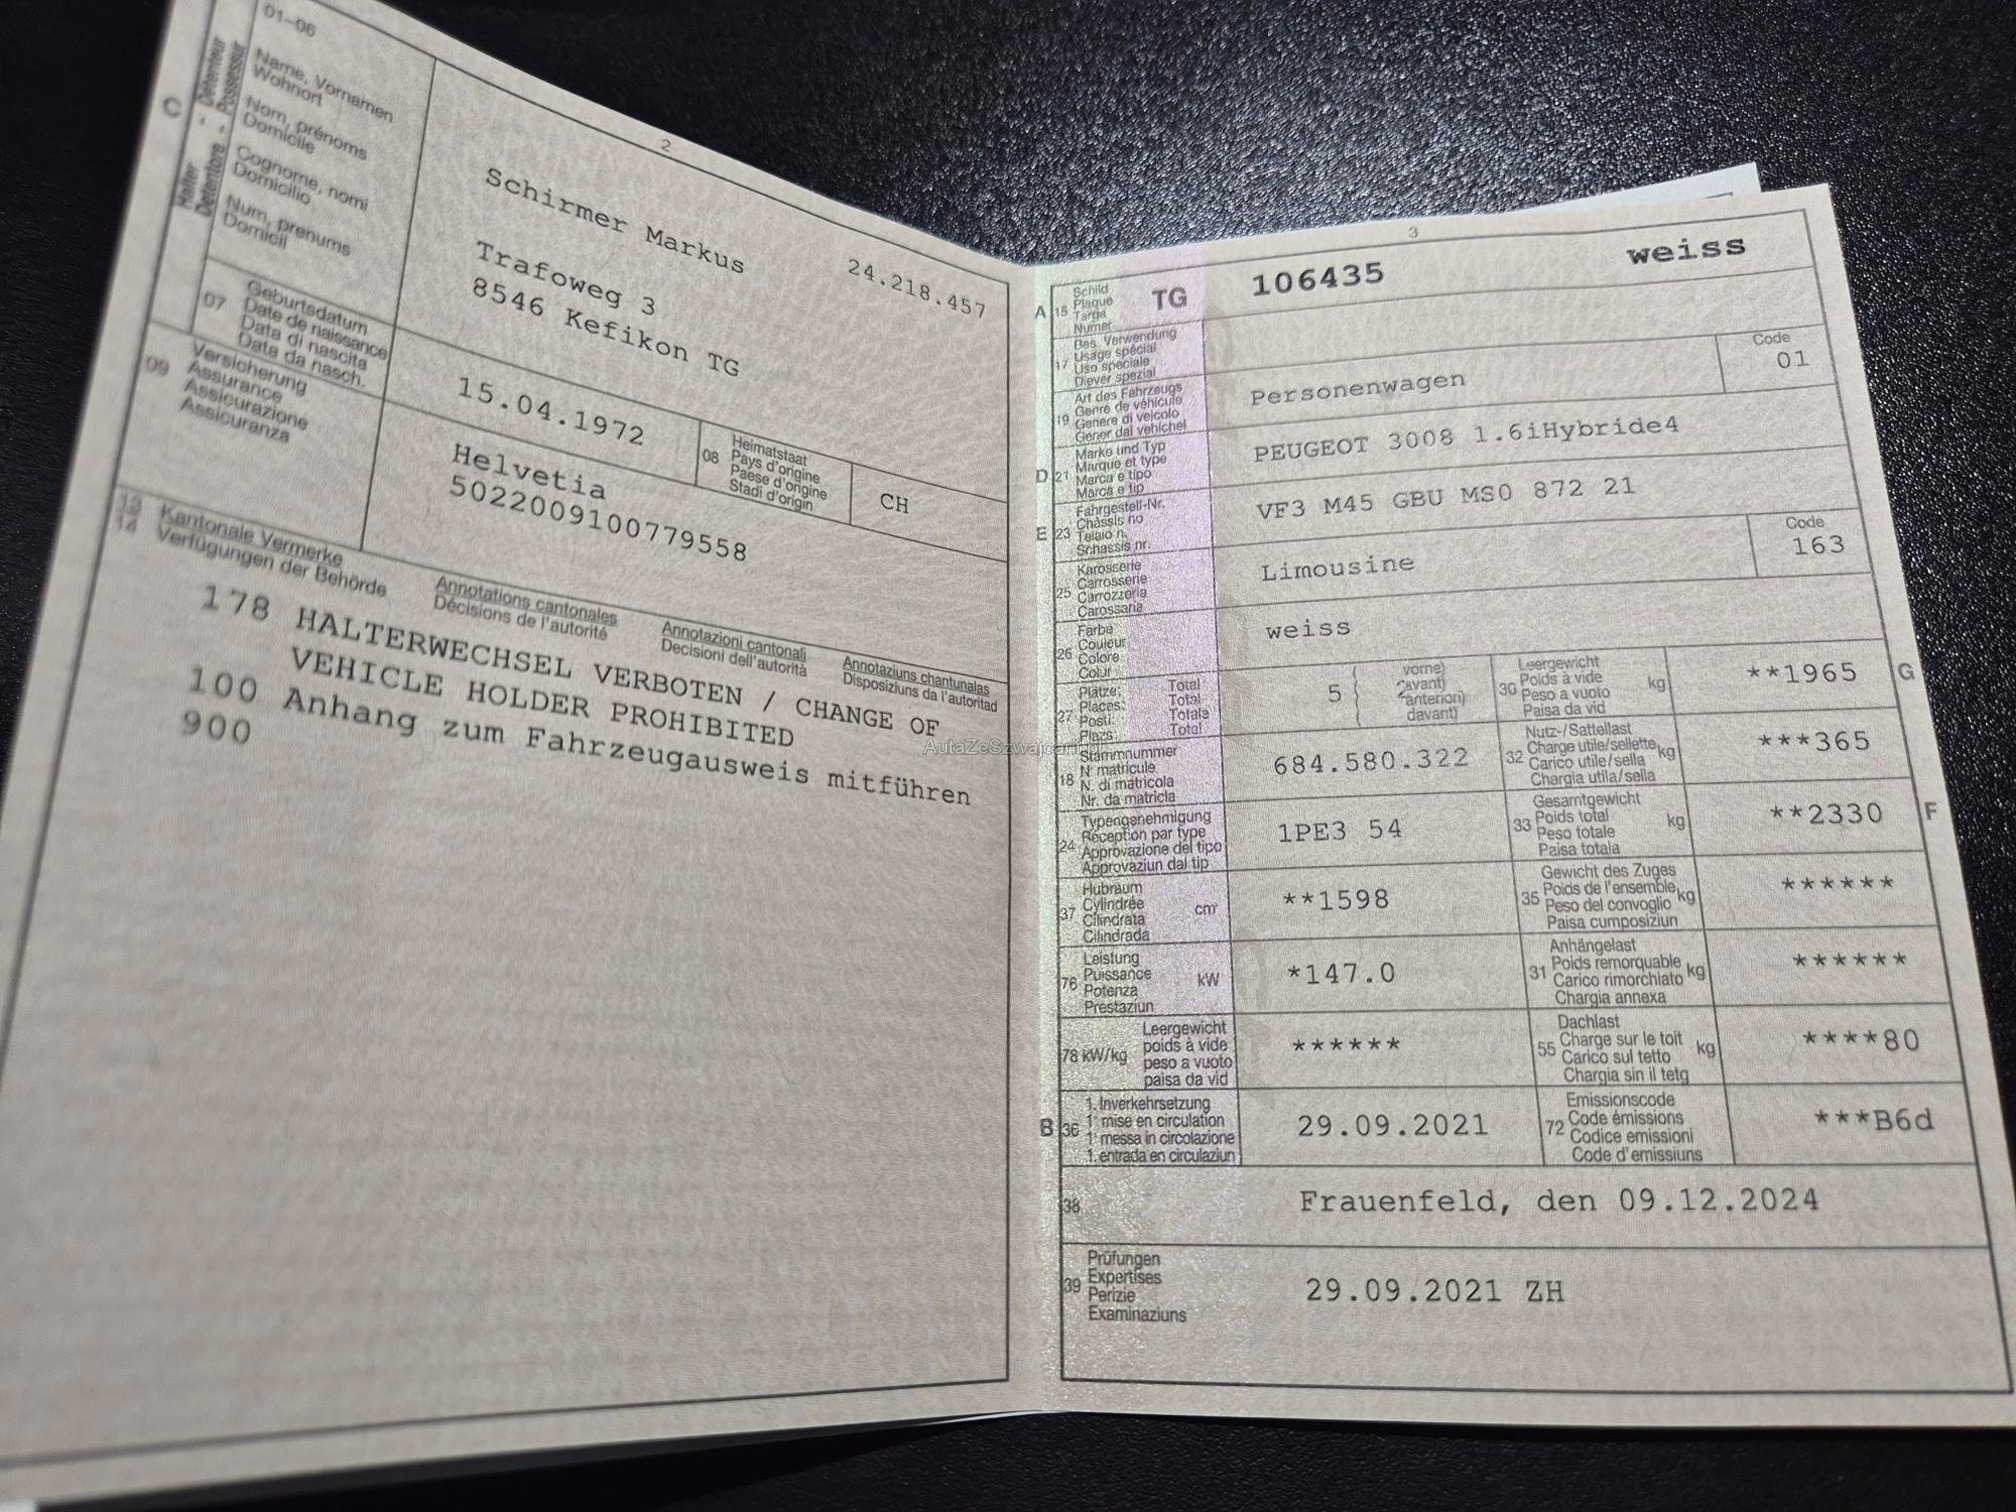 2
01-06
C
Halter - Détenteur
Detentore - Possessur
Name, Vornamen
Wohnort
Nom, prénoms
Domicile
Cognome, nomi
Domicilio
Num, prenums
Domicil
Schirmer Markus
24.218.457
Trafoweg 3
8546 Kefikon TG
07
Geburtsdatum
Date de naissance
Data di nascita
Data da nasch.
15.04.1972
08
Heimatstaat
Pays d'origine
Paese d'origine
Stadi d'origin
CH
09
Versicherung
Assurance
Assicurazione
Assicuranza
Helvetia
5022009100779558
13
14
Kantonale Vermerke
Verfügungen der Behörde
Annotations cantonales
Décisions de l'autorité
Annotazioni cantonali
Decisioni dell'autorità
Annotaziuns chantunalas
Disposiziuns da l'autoritad
178 HALTERWECHSEL VERBOTEN / CHANGE OF
VEHICLE HOLDER PROHIBITED
100 Anhang zum Fahrzeugausweis mitführen
900
3
A
15
Schild
Plaque
Targa
Numer
TG
106435
weiss
17
Bes. Verwendung
Usage spécial
Uso speciale
Diever spezial
19
Art des Fahrzeugs
Genre de véhicule
Genere di veicolo
Gener dal vehichel
Personenwagen
Code
01
D
21
Marke und Typ
Marque et type
Marca e tipo
Marca e tip
PEUGEOT 3008 1.6iHybride4
E
23
Fahrgestell-Nr.
Châssis no
Telaio n.
Schassis nr.
VF3 M45 GBU MS0 872 21
25
Karosserie
Carrosserie
Carrozzeria
Carossaria
Limousine
Code
163
26
Farbe
Couleur
Colore
Colur
weiss
27
Plätze: Total
Places: Total
Posti: Totale
Plazs: Total
5
vorne)
avant)
anteriori)
davant)
30
Leergewicht
Poids à vide
Peso a vuoto
Paisa da vid
kg
**1965
G
18
Stammnummer
N° matricule
N. di matricola
Nr. da matricla
684.580.322
32
Nutz-/Sattellast
Charge utile/sellette
Carico utile/sella
Chargia utila/sella
kg
***365
24
Typengenehmigung
Réception par type
Approvazione del tipo
Approvaziun dal tip
1PE3 54
33
Gesamtgewicht
Poids total
Peso totale
Paisa totala
kg
**2330
F
37
Hubraum
Cylindrée
Cilindrata
Cilindrada
cm³
**1598
35
Gewicht des Zuges
Poids de l'ensemble
Peso del convoglio
Paisa cumposiziun
kg
******
76
Leistung
Puissance
Potenza
Prestaziun
kW
*147.0
31
Anhängelast
Poids remorquable
Carico rimorchiato
Chargia annexa
kg
******
78 kW/kg
Leergewicht
poids à vide
peso a vuoto
paisa da vid
******
55
Dachlast
Charge sur le toit
Carico sul tetto
Chargia sin il tetg
kg
****80
B
36
1. Inverkehrsetzung
1re mise en circulation
1a messa in circolazione
1. entrada en circulaziun
29.09.2021
72
Emissionscode
Code émissions
Codice emissioni
Code d'emissiuns
***B6d
38
Frauenfeld, den 09.12.2024
39
Prüfungen
Expertises
Perizie
Examinaziuns
29.09.2021 ZH